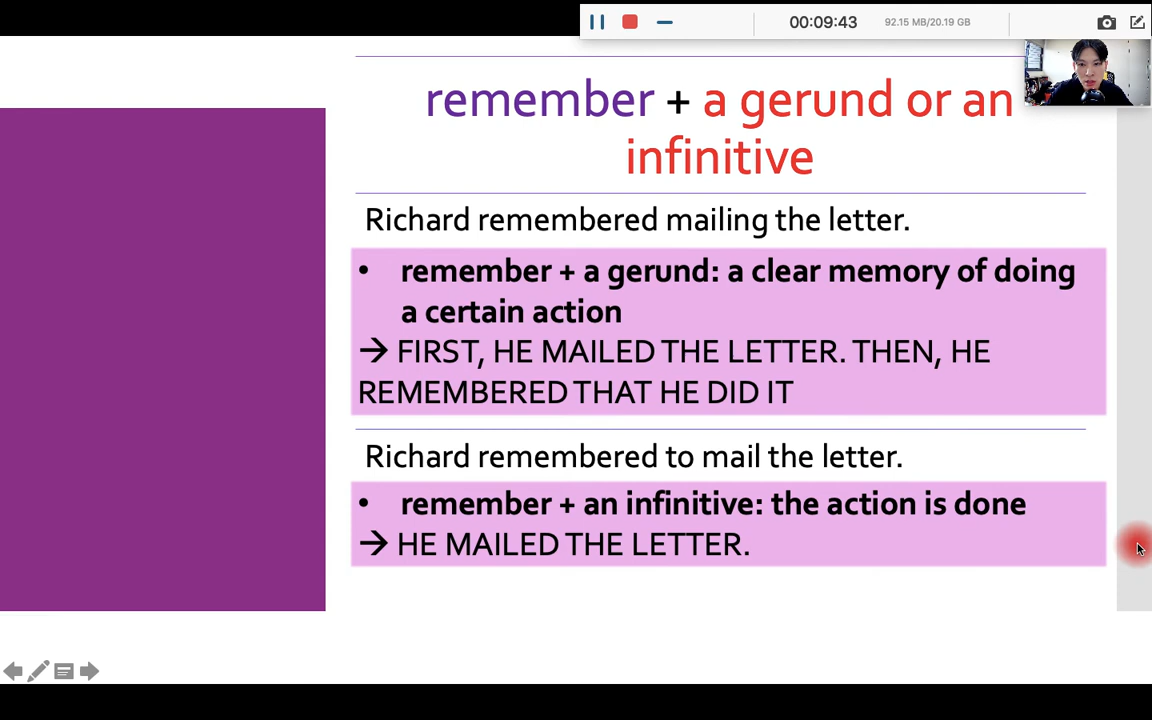 00:09:43
92.15 MB/20.19 GB
remember + a gerund or an
infinitive
Richard remembered mailing the letter.
• remember + a gerund: a clear memory of doing
a certain action
→ FIRST, HE MAILED THE LETTER. THEN, HE
REMEMBERED THAT HE DID IT
Richard remembered to mail the letter.
• remember + an infinitive: the action is done
→ HE MAILED THE LETTER.